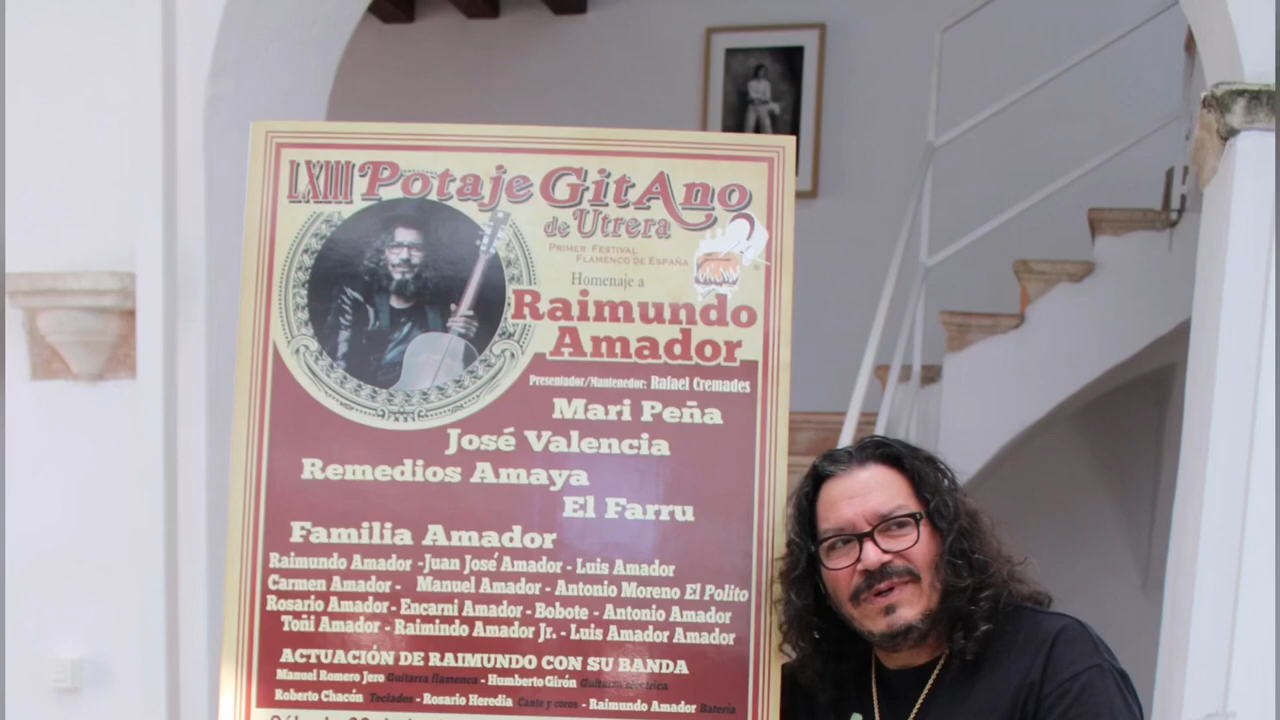 LXIII Potaje GitAno
de Utrera
PRIMER FESTIVAL
FLAMENCO DE ESPAÑA
Homenaje a
Raimundo
Amador
Presentador/Mantenedor: Rafael Cremades
Mari Peña
José Valencia
Remedios Amaya
El Farru
Familia Amador
Raimundo Amador - Juan José Amador - Luis Amador
Carmen Amador - Manuel Amador - Antonio Moreno El Polito
Rosario Amador - Encarni Amador - Bobote - Antonio Amador
Toñi Amador - Raimindo Amador Jr. - Luis Amador Amador
ACTUACIÓN DE RAIMUNDO CON SU BANDA
Manuel Romero Jero Guitarra flamenca - Humberto Girón Guitarra eléctrica
Roberto Chacón Teclados - Rosario Heredia Cante y coros - Raimundo Amador Batería